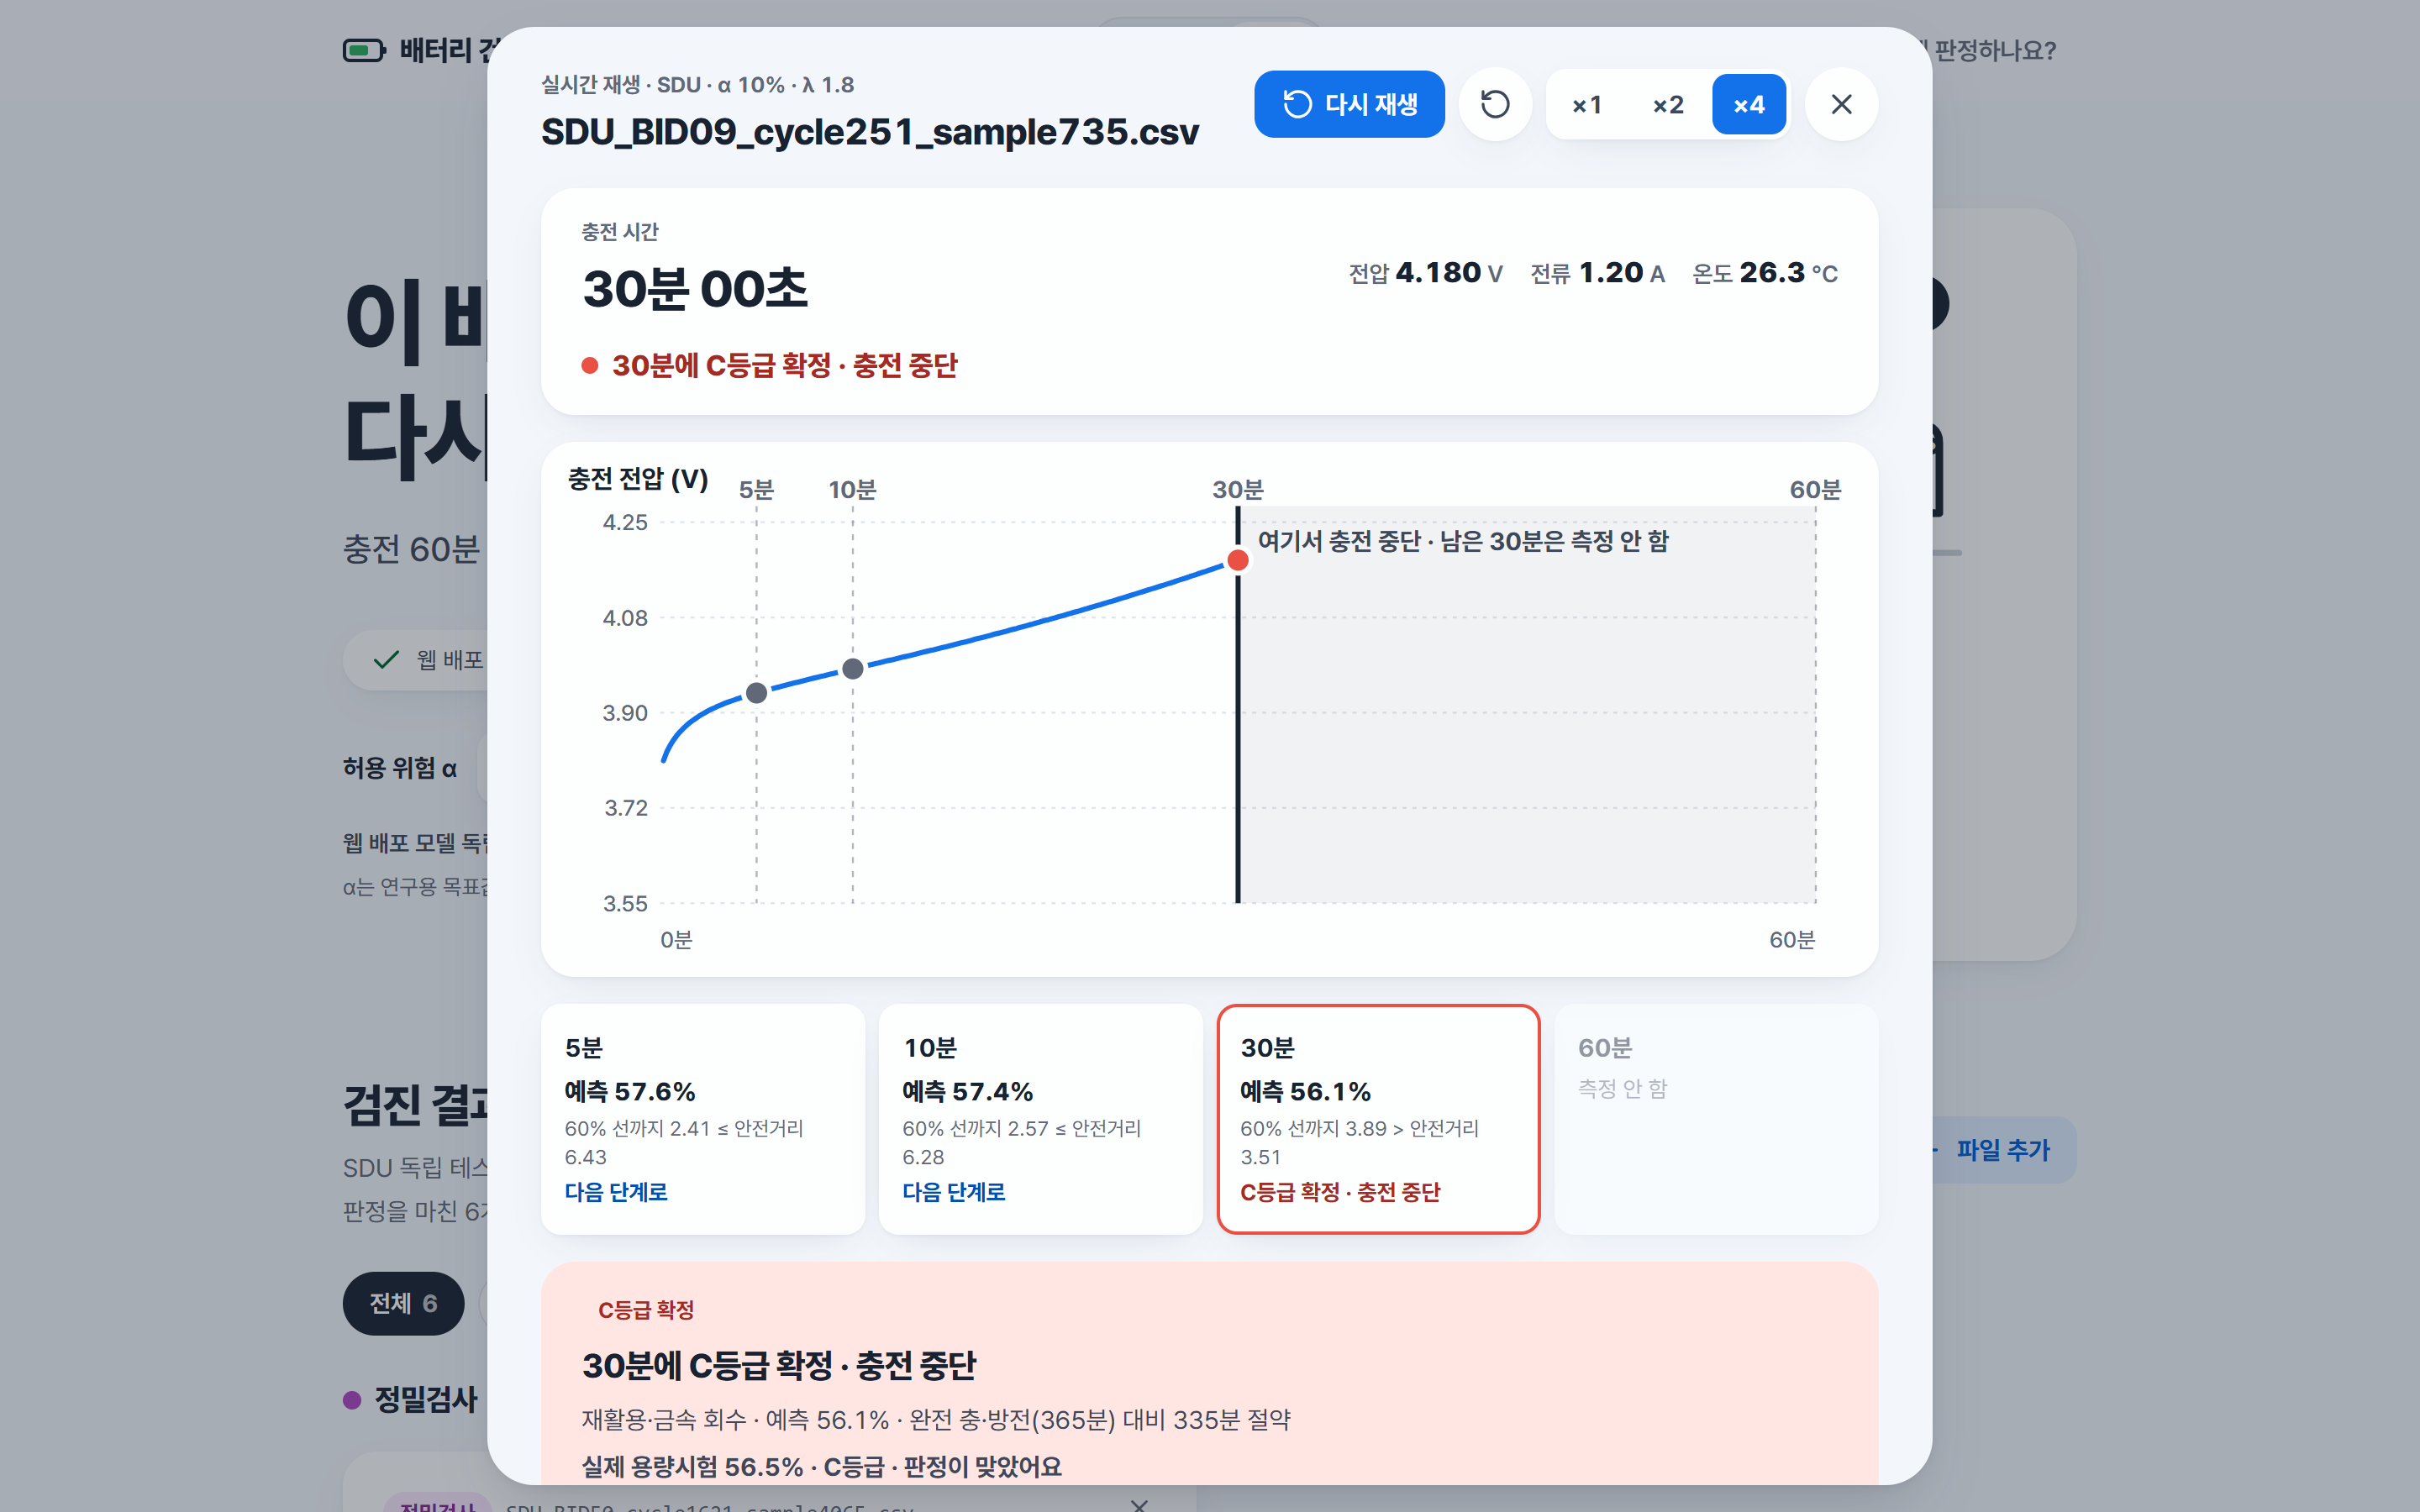 배터리
실시간 재생 · SDU · α 10% · λ 1.8
SDU_BID09_cycle251_sample735.csv
다시 재생
×1 ×2 ×4
판정하나요?
충전 시간
30분 00초
전압 4.180 V 전류 1.20 A 온도 26.3 °C
30분에 C등급 확정 · 충전 중단
이
다시
충전 60분
웹 배포
허용 위험 α
웹 배포 모델
α는 연구용
충전 전압 (V)
5분 10분 30분 60분
여기서 충전 중단 · 남은 30분은 측정 안 함
4.25
4.08
3.90
3.72
3.55
0분 60분
5분
예측 57.6%
60% 선까지 2.41 ≤ 안전거리
6.43
다음 단계로
10분
예측 57.4%
60% 선까지 2.57 ≤ 안전거리
6.28
다음 단계로
30분
예측 56.1%
60% 선까지 3.89 > 안전거리
3.51
C등급 확정 · 충전 중단
60분
측정 안 함
검진 결과
SDU 독립
판정을 마친
파일 추가
전체 6
정밀검사
C등급 확정
30분에 C등급 확정 · 충전 중단
재활용·금속 회수 · 예측 56.1% · 완전 충·방전(365분) 대비 335분 절약
실제 용량시험 56.5% · C등급 · 판정이 맞았어요